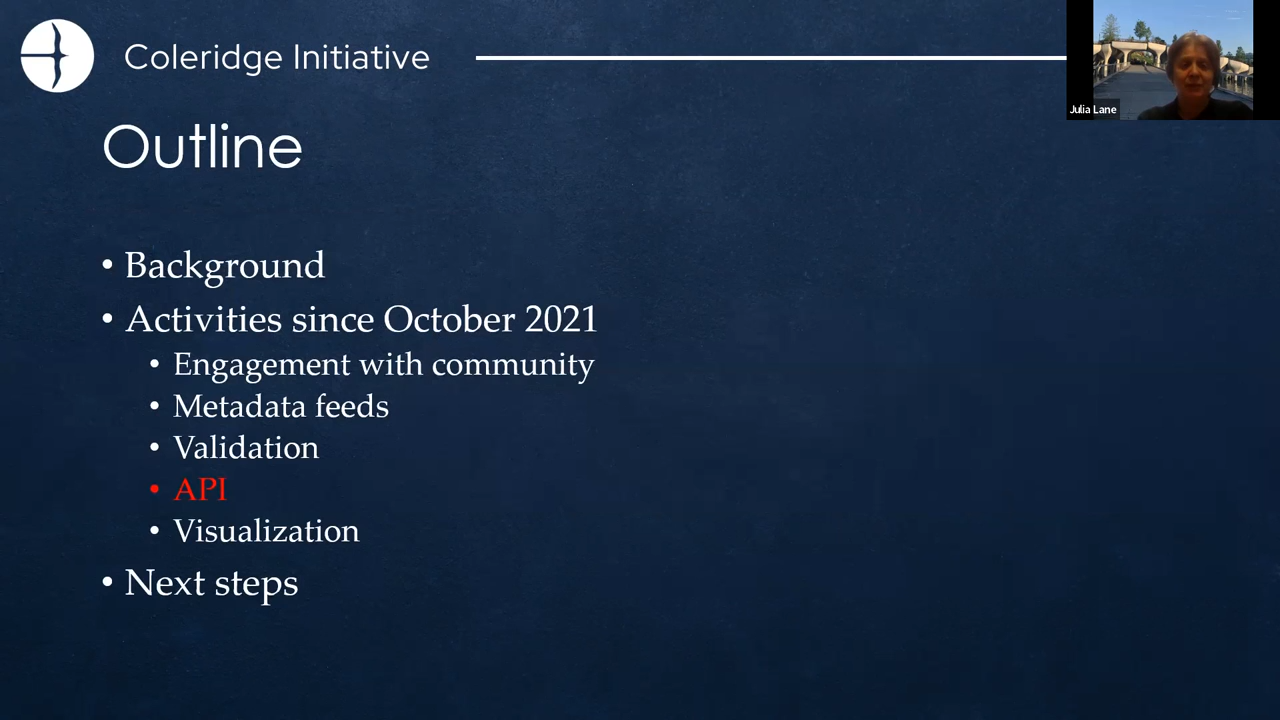 Coleridge Initiative
Julia Lane
Outline
• Background
• Activities since October 2021
• Engagement with community
• Metadata feeds
• Validation
• API
• Visualization
• Next steps